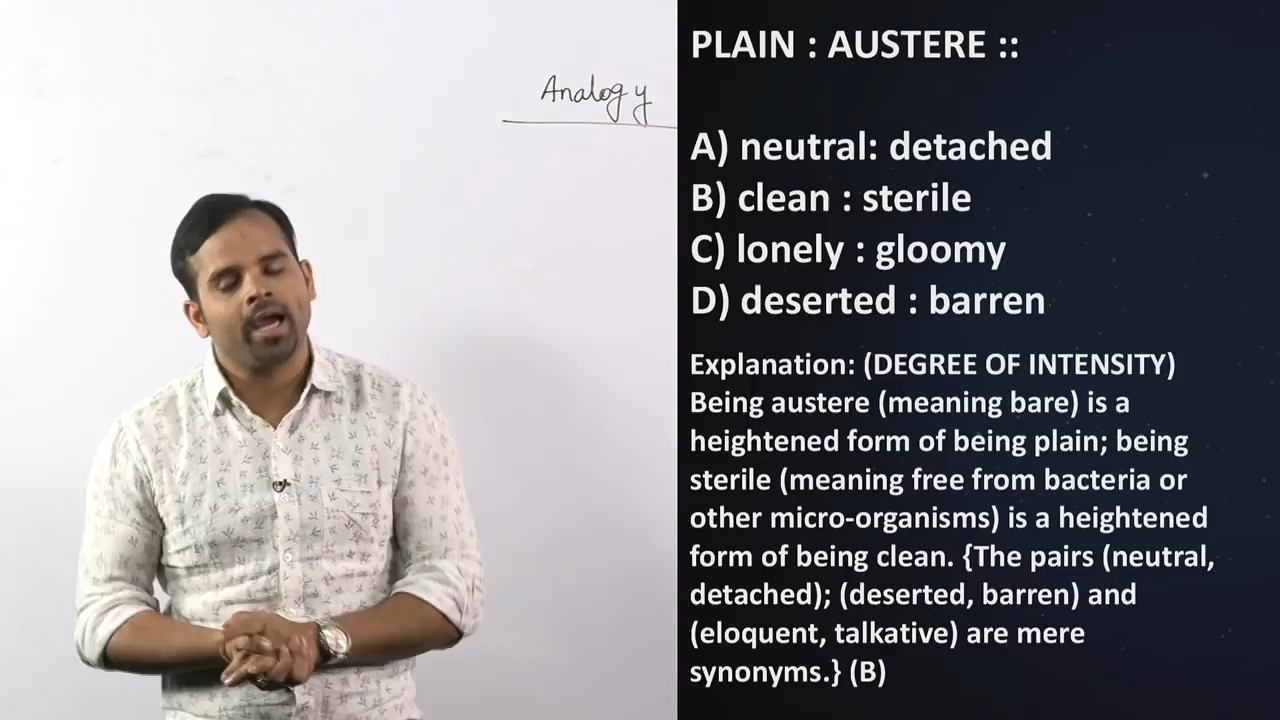 Analogy
PLAIN : AUSTERE ::
A) neutral: detached
B) clean : sterile
C) lonely : gloomy
D) deserted : barren
Explanation: (DEGREE OF INTENSITY)
Being austere (meaning bare) is a
heightened form of being plain; being
sterile (meaning free from bacteria or
other micro-organisms) is a heightened
form of being clean. {The pairs (neutral,
detached); (deserted, barren) and
(eloquent, talkative) are mere
synonyms.} (B)